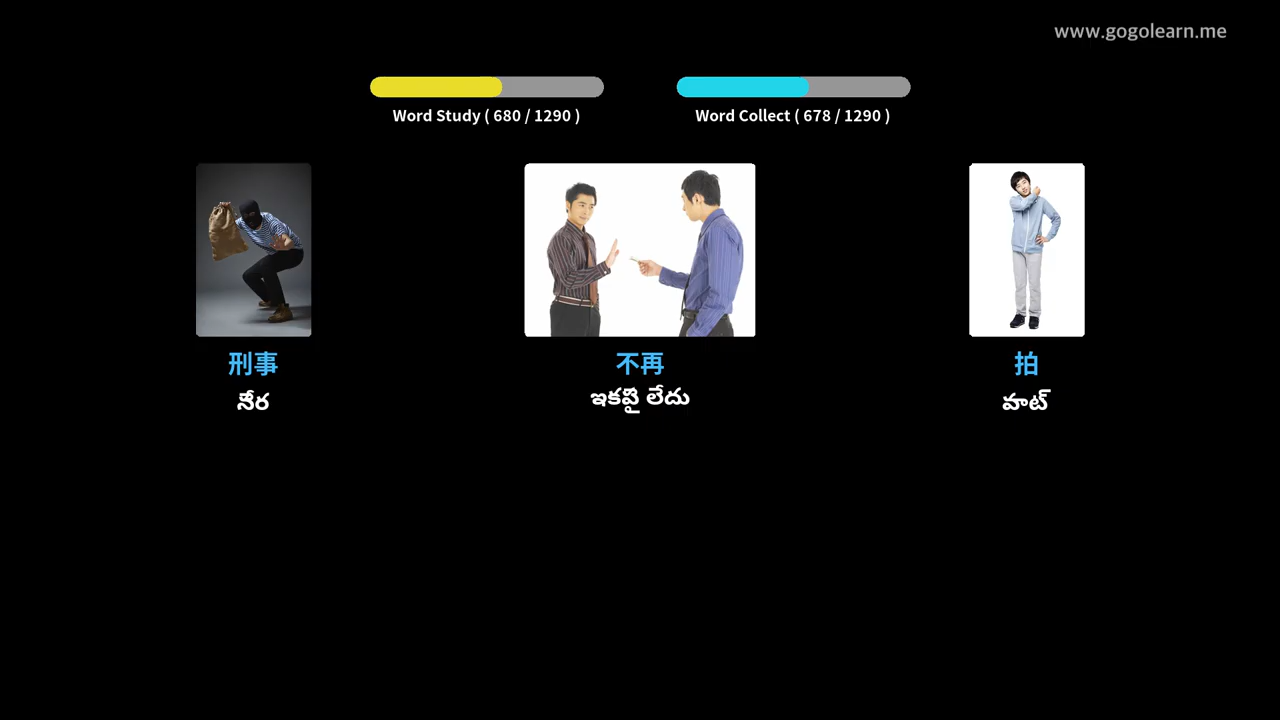 www.gogolearn.me
Word Study ( 680 / 1290 )
Word Collect ( 678 / 1290 )
刑事
不再
拍
నేర
ఇకపై లేదు
హాట్